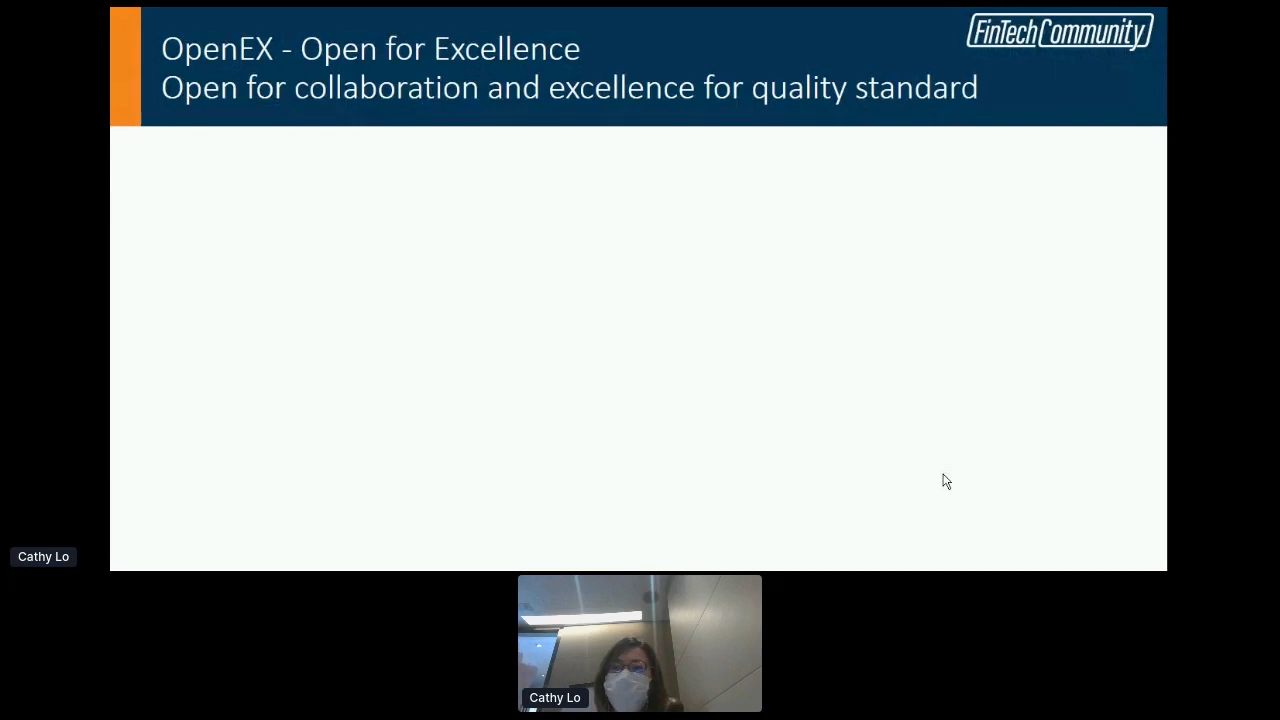 FinTechCommunity
OpenEX - Open for Excellence
Open for collaboration and excellence for quality standard
Cathy Lo
Cathy Lo